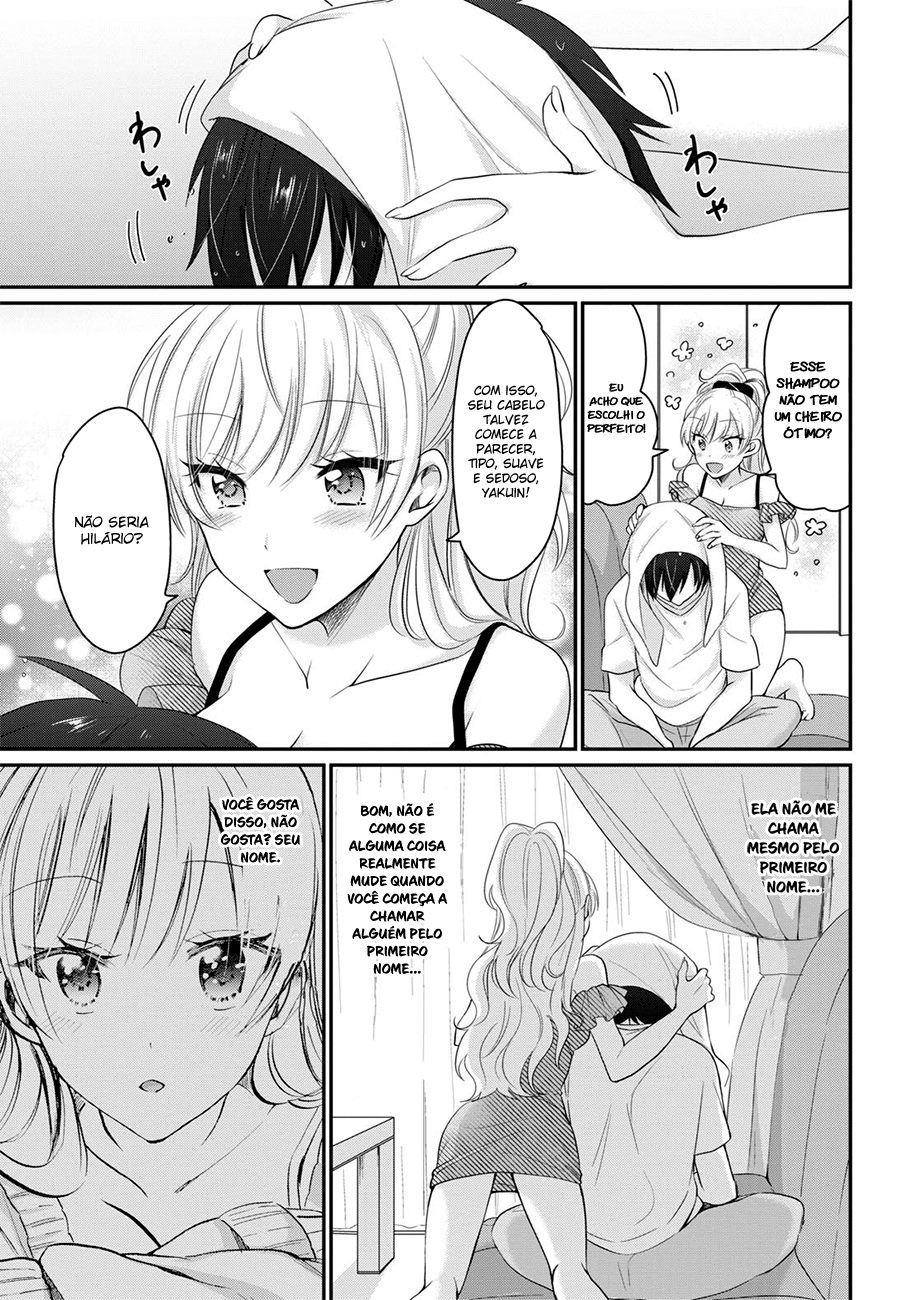 わしゃ
わしゃ
ESSE
SHAMPOO
NÃO TEM
UM CHEIRO
ÓTIMO?
EU
ACHO QUE
ESCOLHI O
PERFEITO!
COM ISSO,
SEU CABELO
TALVEZ
COMECE A
PARECER,
TIPO, SUAVE
E SEDOSO,
YAKUIN!
NÃO SERIA
HILÁRIO?
ELA NÃO ME
CHAMA
MESMO PELO
PRIMEIRO
NOME...
BOM, NÃO É
COMO SE
ALGUMA COISA
REALMENTE
MUDE QUANDO
VOCÊ COMEÇA A
CHAMAR
ALGUÉM PELO
PRIMEIRO
NOME...
VOCÊ GOSTA
DISSO, NÃO
GOSTA? SEU
NOME.